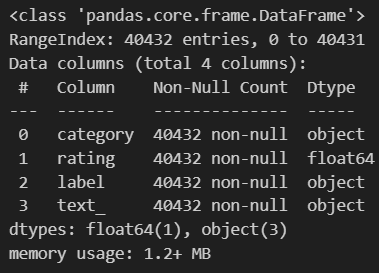 <class 'pandas.core.frame.DataFrame'>
RangeIndex: 40432 entries, 0 to 40431
Data columns (total 4 columns):
 #   Column    Non-Null Count  Dtype
---  ------    --------------  -----
 0   category  40432 non-null  object
 1   rating    40432 non-null  float64
 2   label     40432 non-null  object
 3   text_     40432 non-null  object
dtypes: float64(1), object(3)
memory usage: 1.2+ MB